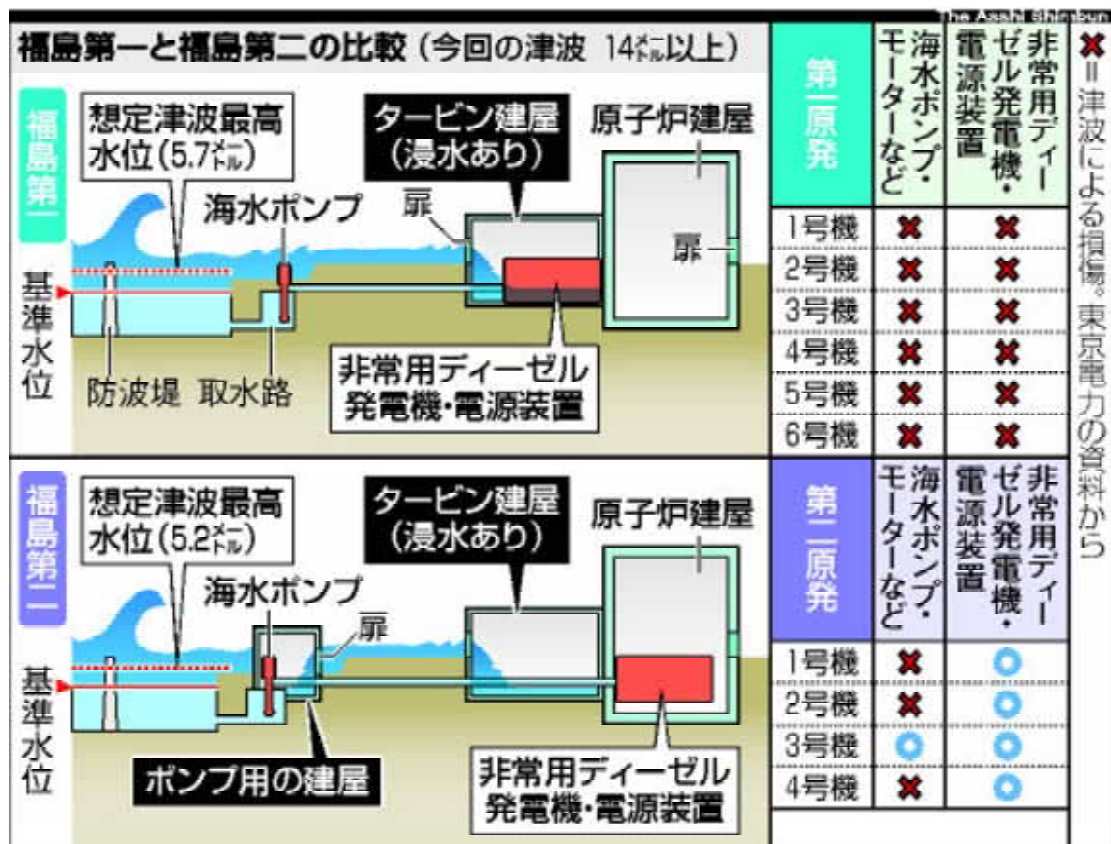 The Asahi Shimbun
福島第一と福島第二の比較(今回の津波 14メートル以上)
福島第一
想定津波最高
水位(5.7メートル)
タービン建屋
(浸水あり)
原子炉建屋
海水ポンプ
扉
扉
基準水位
防波堤
取水路
非常用ディーゼル
発電機・電源装置
第一原発
海水ポンプ・
モーターなど
非常用ディー
ゼル発電機・
電源装置
1号機 ✖ ✖
2号機 ✖ ✖
3号機 ✖ ✖
4号機 ✖ ✖
5号機 ✖ ✖
6号機 ✖ ✖
福島第二
想定津波最高
水位(5.2メートル)
タービン建屋
(浸水あり)
原子炉建屋
海水ポンプ
扉
基準水位
ポンプ用の建屋
非常用ディーゼル
発電機・電源装置
第二原発
海水ポンプ・
モーターなど
非常用ディー
ゼル発電機・
電源装置
1号機 ✖ ○
2号機 ✖ ○
3号機 ○ ○
4号機 ✖ ○
✖=津波による損傷。東京電力の資料から